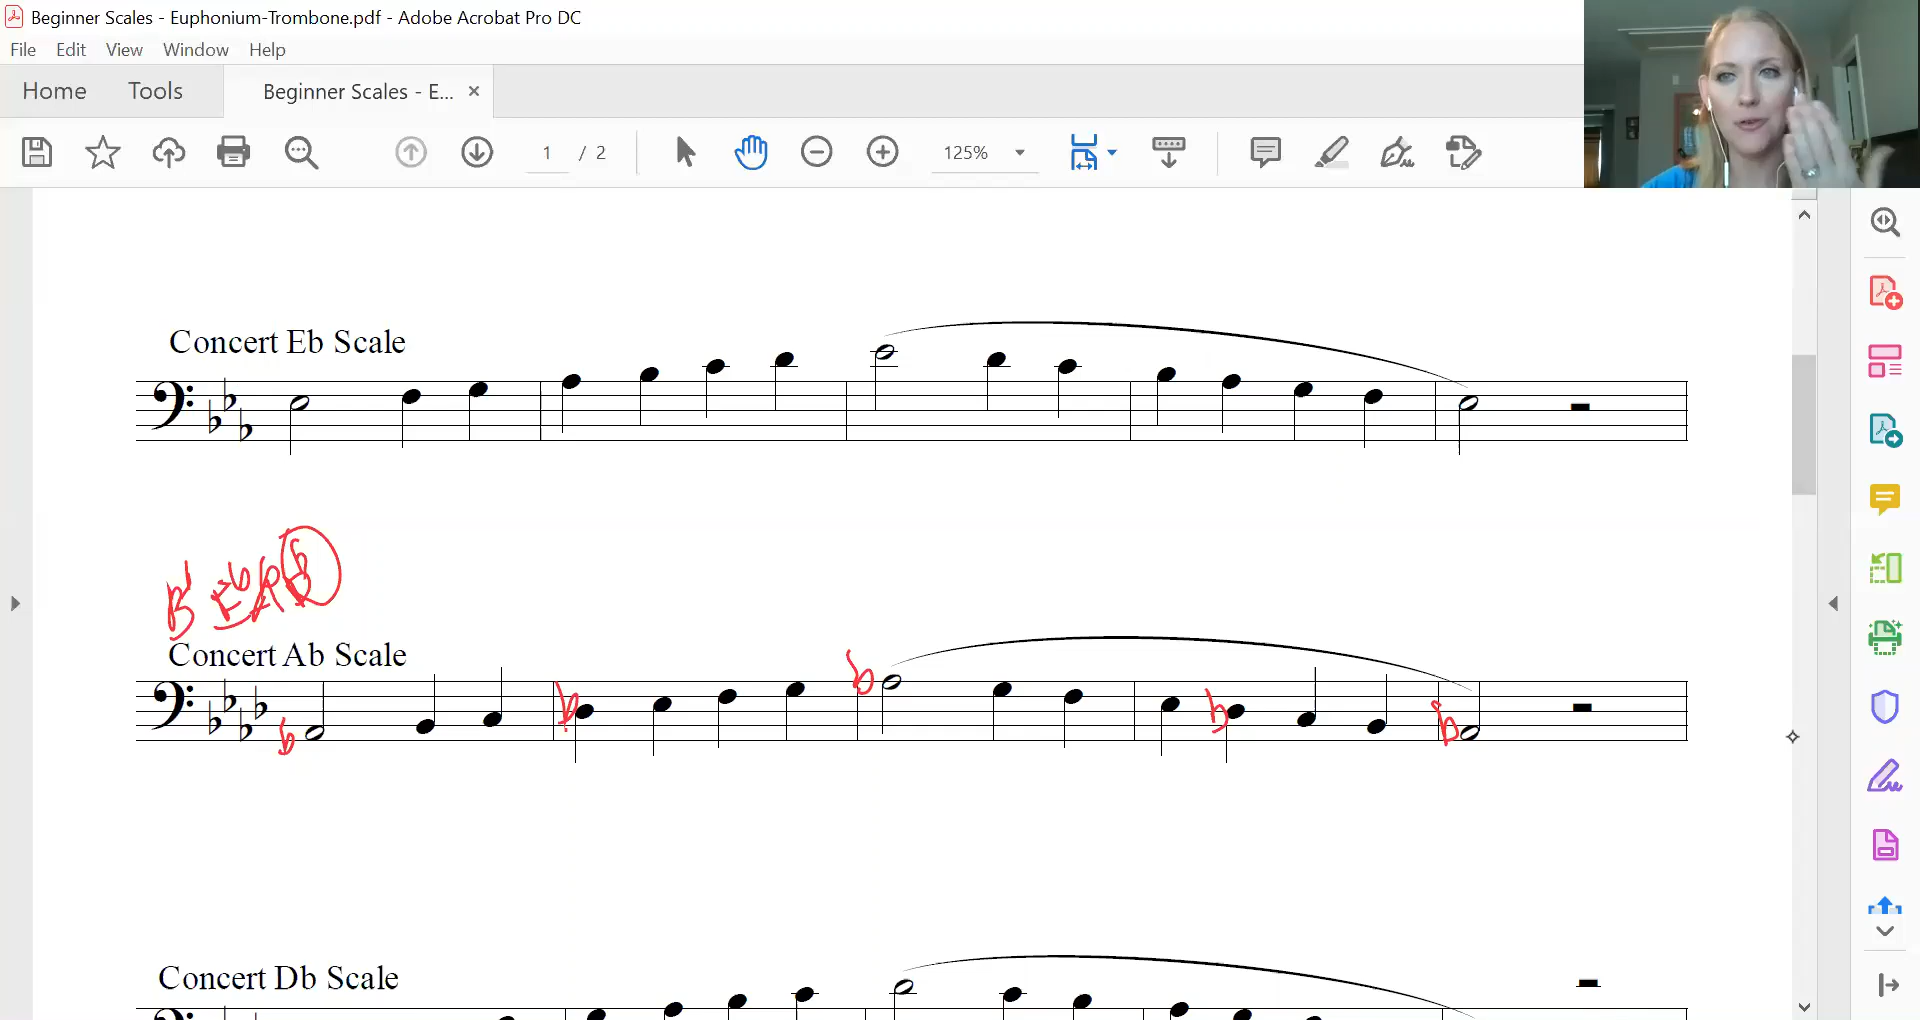 Beginner Scales - Euphonium-Trombone.pdf - Adobe Acrobat Pro DC
File Edit View Window Help
Home Tools Beginner Scales - E... ×
1 / 2 125%
Concert Eb Scale
Concert Ab Scale
b b b b b
Concert Db Scale